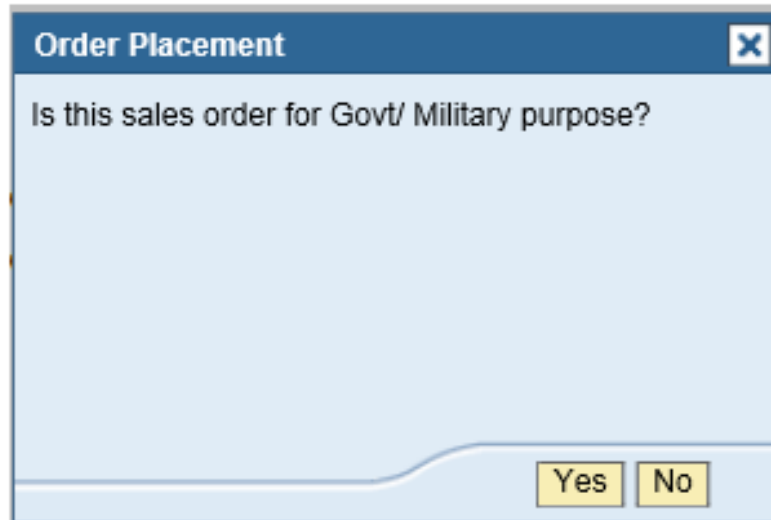 Order Placement
Is this sales order for Govt/ Military purpose?
Yes No